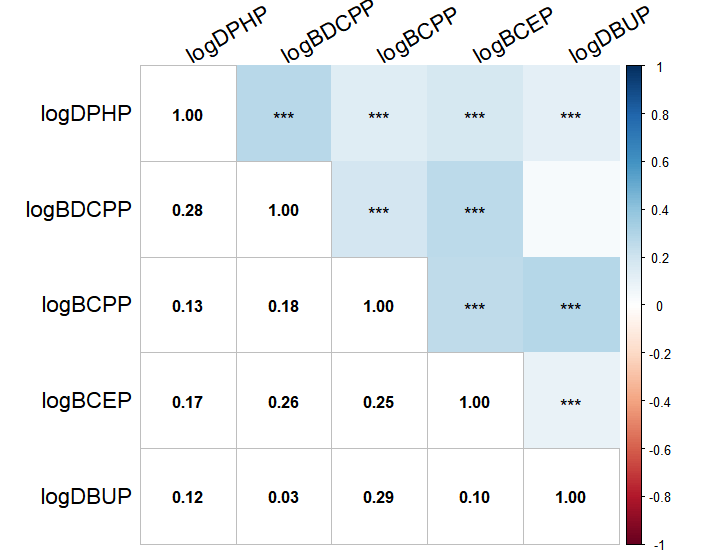 logDPHP logBDCPP logBCPP logBCEP logDBUP
1
logDPHP 1.00 *** *** *** ***
0.8
0.6
logBDCPP 0.28 1.00 *** ***
0.4
0.2
logBCPP 0.13 0.18 1.00 *** ***
0
-0.2
logBCEP 0.17 0.26 0.25 1.00 ***
-0.4
-0.6
logDBUP 0.12 0.03 0.29 0.10 1.00
-0.8
-1